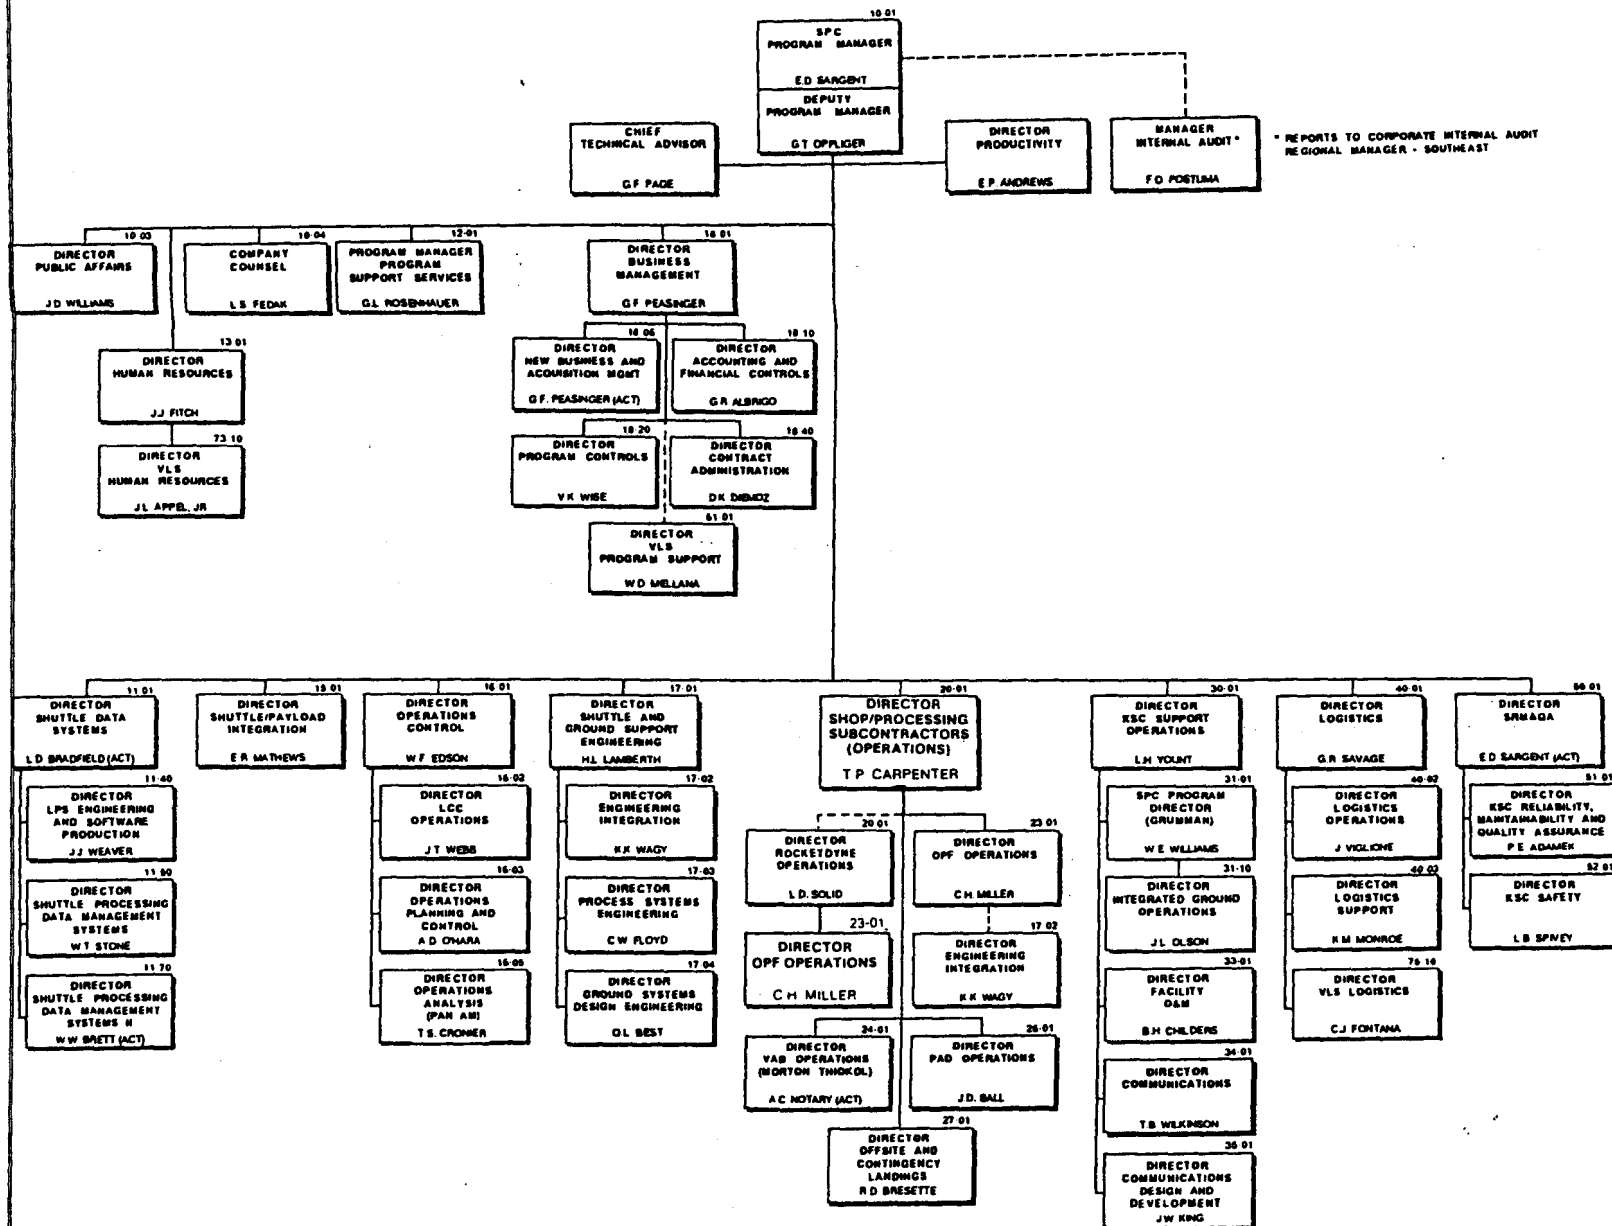 10-01
SPC
PROGRAM MANAGER
E.D SARGENT
DEPUTY
PROGRAM MANAGER
G.T. OPPLIGER
CHIEF
TECHNICAL ADVISOR
G.F. PAGE
DIRECTOR
PRODUCTIVITY
E.P. ANDREWS
MANAGER
INTERNAL AUDIT*
F.O. POSTUMA
* REPORTS TO CORPORATE INTERNAL AUDIT
REGIONAL MANAGER - SOUTHEAST
10-03
DIRECTOR
PUBLIC AFFAIRS
J.D. WILLIAMS
10-04
COMPANY
COUNSEL
L.S. FEDAK
12-01
PROGRAM MANAGER
PROGRAM
SUPPORT SERVICES
G.L. ROSENHAUER
18-01
DIRECTOR
BUSINESS
MANAGEMENT
G.F. PEASINGER
13-01
DIRECTOR
HUMAN RESOURCES
J.J. FITCH
73-10
DIRECTOR
VLS
HUMAN RESOURCES
J.L. APPEL, JR
DIRECTOR
NEW BUSINESS AND
ACQUISITION MGMT
G.F. PEASINGER (ACT)
18-10
DIRECTOR
ACCOUNTING AND
FINANCIAL CONTROLS
G.R. ALBRIGO
18-20
DIRECTOR
PROGRAM CONTROLS
V.K. WISE
18-40
DIRECTOR
CONTRACT
ADMINISTRATION
D.K. DIEMOZ
61-01
DIRECTOR
VLS
PROGRAM SUPPORT
W.D. MELLANA
11-01
DIRECTOR
SHUTTLE DATA
SYSTEMS
L.D. BRADFIELD (ACT)
11-40
DIRECTOR
LPS ENGINEERING
AND SOFTWARE
PRODUCTION
J.J. WEAVER
DIRECTOR
SHUTTLE PROCESSING
DATA MANAGEMENT
SYSTEMS
W.T. STONE
11-70
DIRECTOR
SHUTTLE PROCESSING
DATA MANAGEMENT
SYSTEMS II
W.W. BRETT (ACT)
DIRECTOR
SHUTTLE/PAYLOAD
INTEGRATION
E.R. MATHEWS
16-01
DIRECTOR
OPERATIONS
CONTROL
W.F. EDSON
16-02
DIRECTOR
LCC
OPERATIONS
J.T. WEBB
16-03
DIRECTOR
OPERATIONS
PLANNING AND
CONTROL
A.D. O'HARA
16-05
DIRECTOR
OPERATIONS
ANALYSIS
(PAN AM)
T.S. CRONIER
17-01
DIRECTOR
SHUTTLE AND
GROUND SUPPORT
ENGINEERING
H.L. LAMBERTH
17-02
DIRECTOR
ENGINEERING
INTEGRATION
K.K. WAGY
17-03
DIRECTOR
PROCESS SYSTEMS
ENGINEERING
C.W. FLOYD
17-04
DIRECTOR
GROUND SYSTEMS
DESIGN ENGINEERING
O.L. BEST
20-01
DIRECTOR
SHOP/PROCESSING
SUBCONTRACTORS
(OPERATIONS)
T.P. CARPENTER
20-01
DIRECTOR
ROCKETDYNE
OPERATIONS
L.D. SOLID
23-01
DIRECTOR
OPF OPERATIONS
C.H. MILLER
23-01
DIRECTOR
OPF OPERATIONS
C.H. MILLER
17-02
DIRECTOR
ENGINEERING
INTEGRATION
K.K. WAGY
24-01
DIRECTOR
VAB OPERATIONS
(MORTON THIOKOL)
A.C. NOTARY (ACT)
26-01
DIRECTOR
PAD OPERATIONS
J.D. BALL
27-01
DIRECTOR
OFFSITE AND
CONTINGENCY
LANDINGS
R.D BRESETTE
30-01
DIRECTOR
KSC SUPPORT
OPERATIONS
L.H. YOUNT
31-01
SPC PROGRAM
DIRECTOR
(GRUMMAN)
W.E. WILLIAMS
31-10
DIRECTOR
INTEGRATED GROUND
OPERATIONS
J.L. OLSON
33-01
DIRECTOR
FACILITY
O&M
B.H. CHILDERS
34-01
DIRECTOR
COMMUNICATIONS
T.B. WILKINSON
DIRECTOR
COMMUNICATIONS
DESIGN AND
DEVELOPMENT
J.W. KING
40-01
DIRECTOR
LOGISTICS
G.R. SAVAGE
40-02
DIRECTOR
LOGISTICS
OPERATIONS
J VIGLIONE
40-03
DIRECTOR
LOGISTICS
SUPPORT
K.M. MONROE
DIRECTOR
VLS LOGISTICS
C.J. FONTANA
50-01
DIRECTOR
SRM&QA
E.D. SARGENT (ACT)
51-01
DIRECTOR
KSC RELIABILITY,
MAINTAINABILITY AND
QUALITY ASSURANCE
P.E. ADAMEK
52-01
DIRECTOR
KSC SAFETY
L.B. SPIVEY